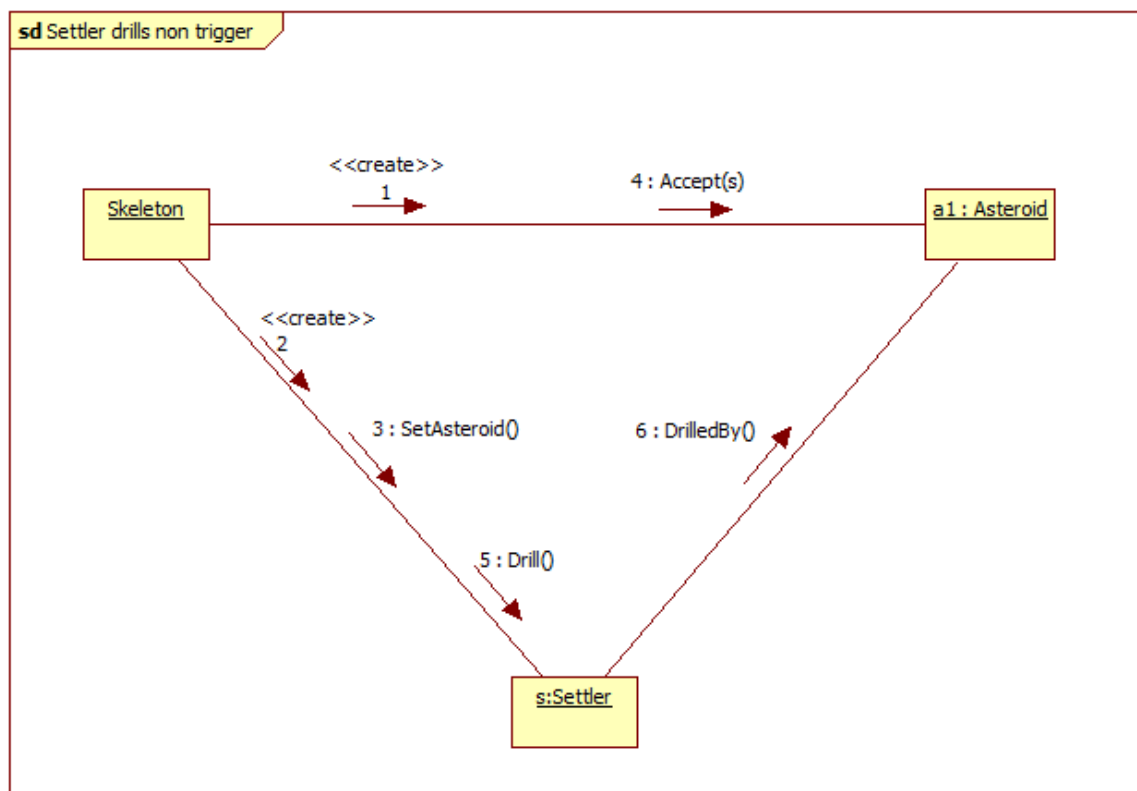 sd Settler drills non trigger
<<create>>
1
4 : Accept(s)
Skeleton
a1 : Asteroid
<<create>>
2
3 : SetAsteroid()
6 : DrilledBy()
5 : Drill()
s:Settler